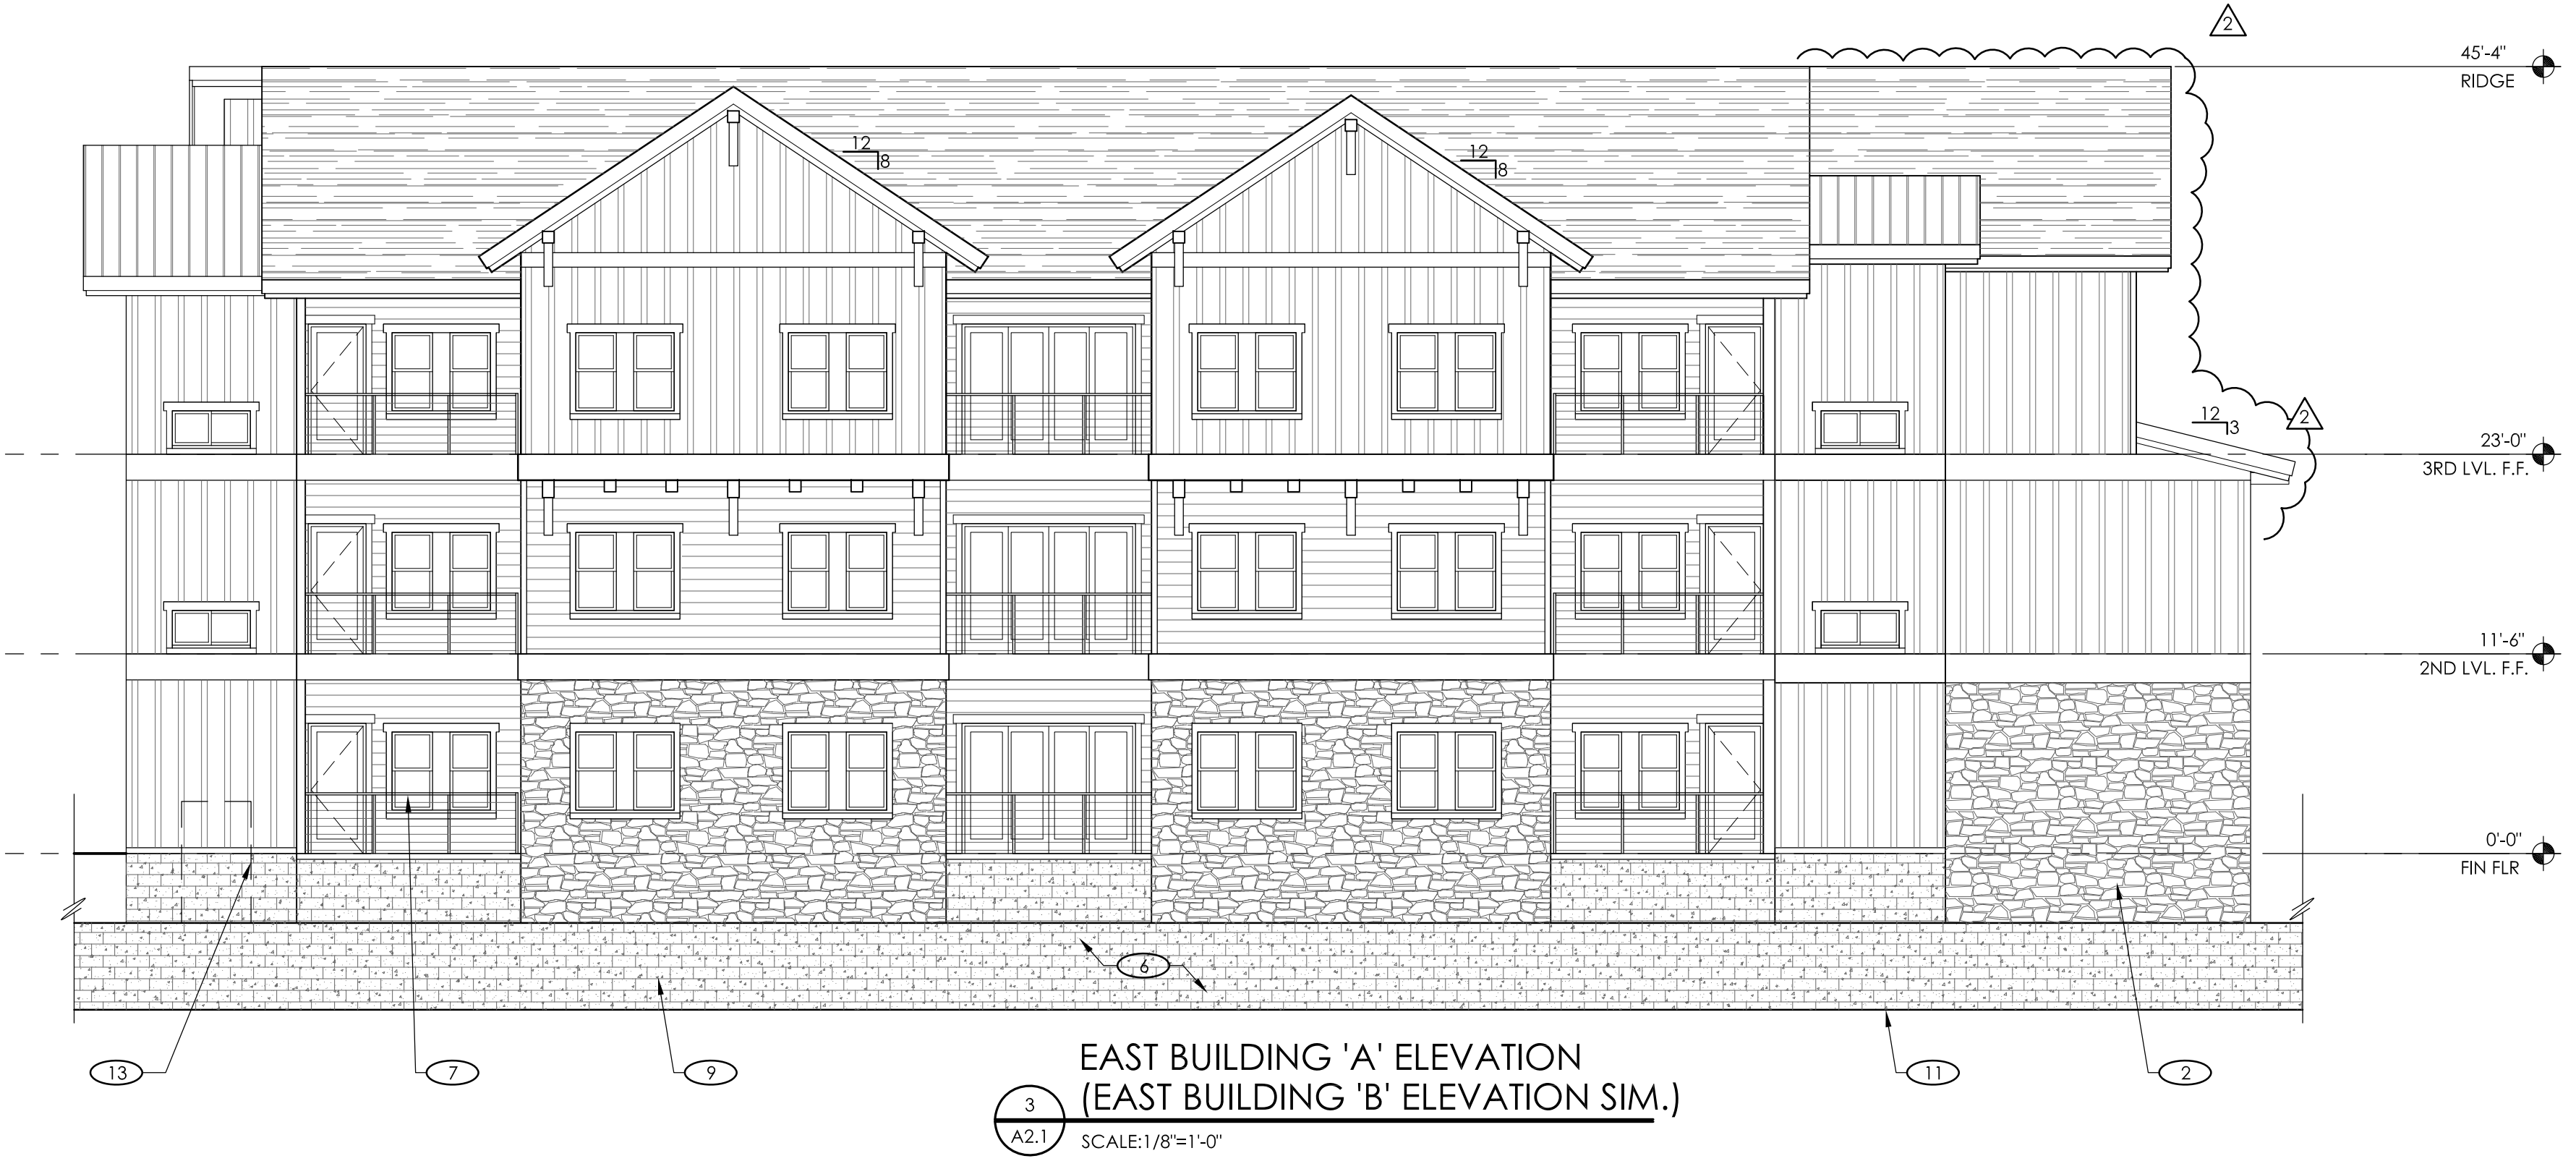 2
45'-4"
RIDGE
12
8
12
8
12
3
2
23'-0"
3RD LVL. F.F.
11'-6"
2ND LVL. F.F.
0'-0"
FIN FLR
6
13
7
9
11
2
EAST BUILDING 'A' ELEVATION
(EAST BUILDING 'B' ELEVATION SIM.)
3
A2.1
SCALE:1/8"=1'-0"